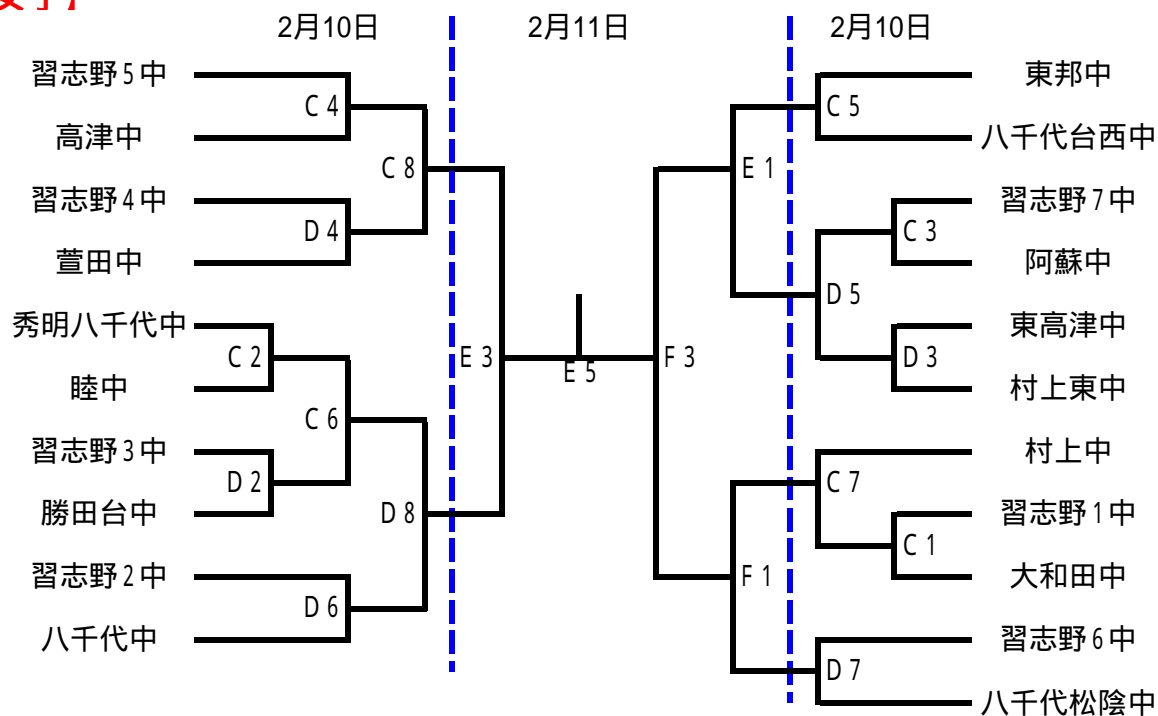 2月10日 2月11日 2月10日
習志野5中
高津中
習志野4中
萱田中
秀明八千代中
睦中
習志野3中
勝田台中
習志野2中
八千代中
C4
D4
C2
D2
C6
D6
C8
D8
E3
E5
F3
E1
F1
C5
D5
C3
D3
C7
C1
D7
東邦中
八千代台西中
習志野7中
阿蘇中
東高津中
村上東中
村上中
習志野1中
大和田中
習志野6中
八千代松陰中